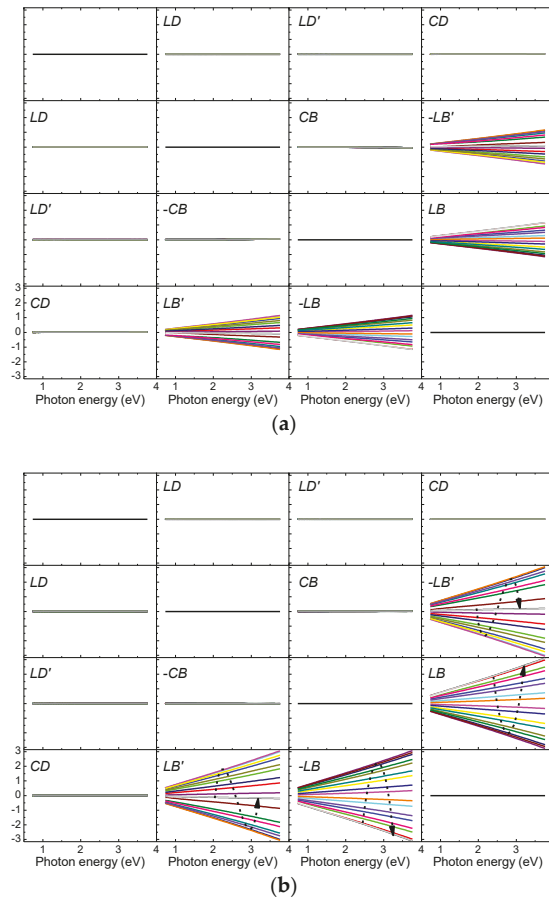 LD LD' CD
LD CB -LB'
LD' -CB LB
3
2
1
0
-1
-2
-3
CD LB' -LB
1 2 3 4 1 2 3 4 1 2 3 4 1 2 3
Photon energy (eV) Photon energy (eV) Photon energy (eV) Photon energy (eV)
(a)
LD LD' CD
LD CB -LB'
LD' -CB LB
3
2
1
0
-1
-2
-3
CD LB' -LB
1 2 3 4 1 2 3 4 1 2 3 4 1 2 3
Photon energy (eV) Photon energy (eV) Photon energy (eV) Photon energy (eV)
(b)